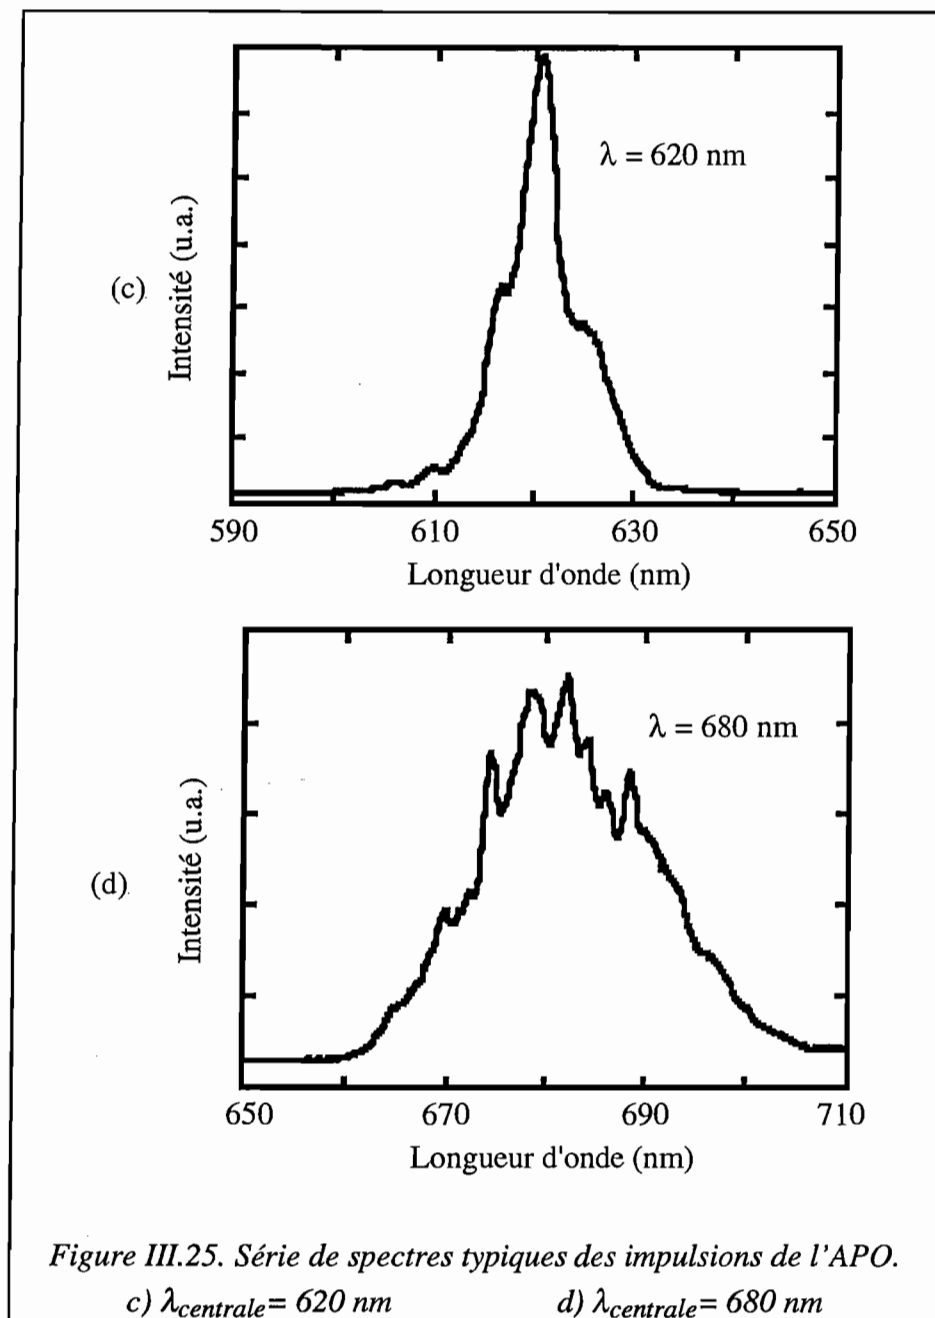 λ = 620 nm
(c)
Intensité (u.a.)
590 610 630 650
Longueur d'onde (nm)
λ = 680 nm
(d)
Intensité (u.a.)
650 670 690 710
Longueur d'onde (nm)
Figure III.25. Série de spectres typiques des impulsions de l'APO.
c) λcentrale= 620 nm d) λcentrale= 680 nm